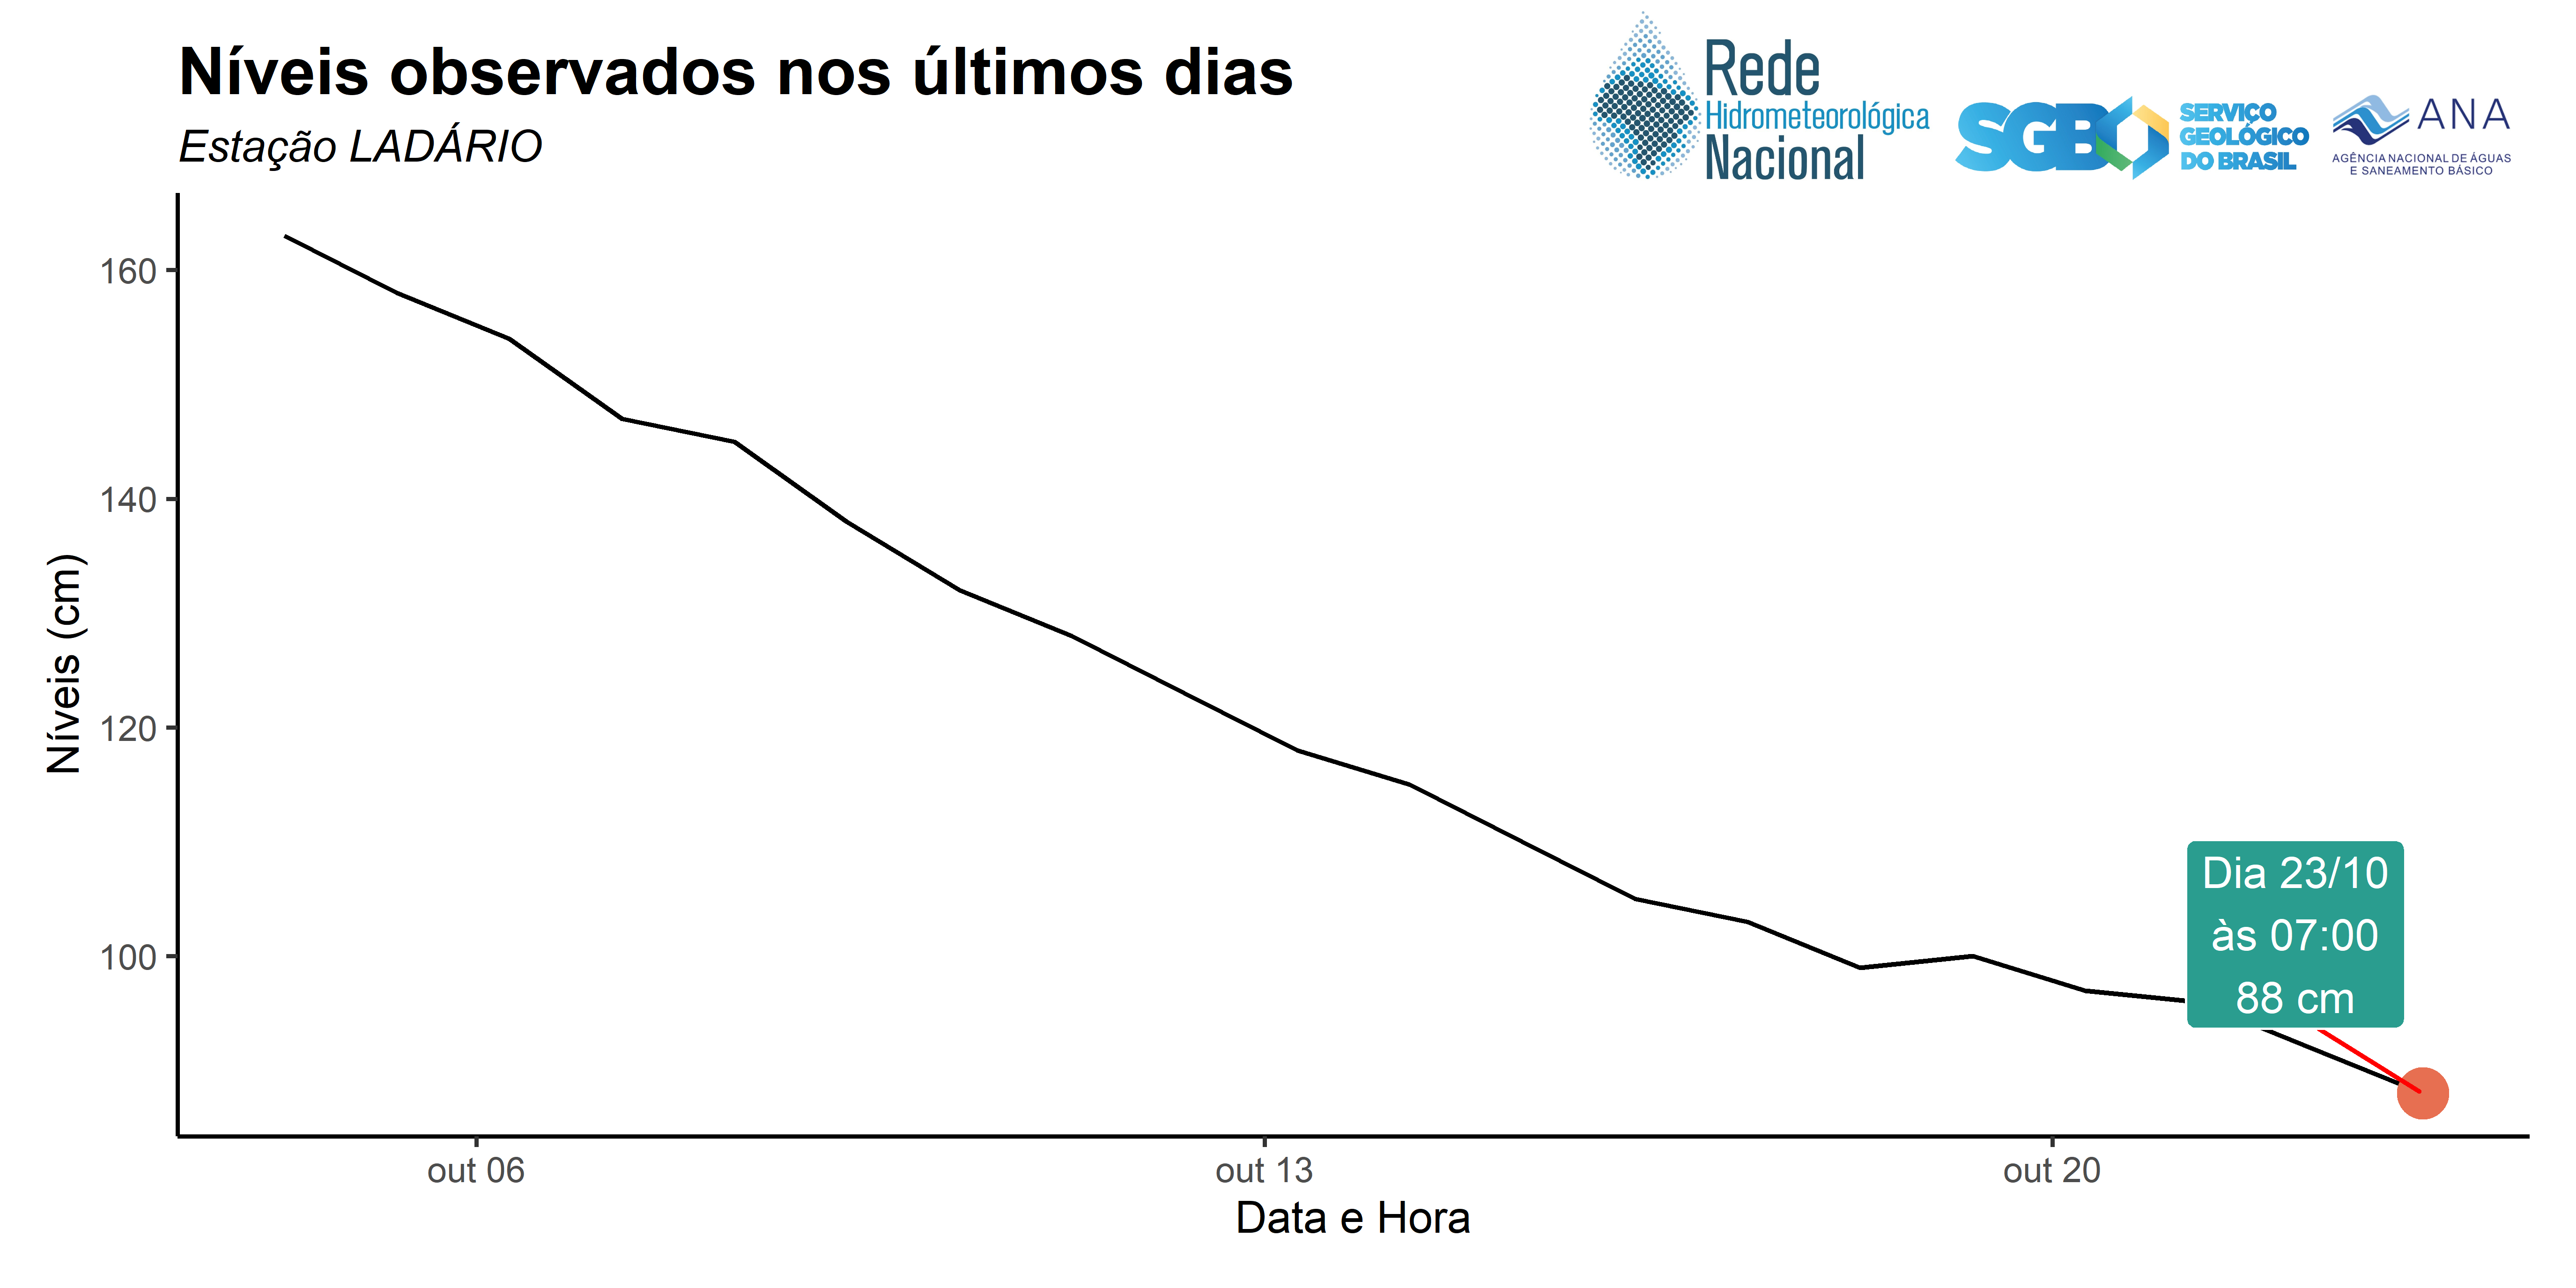 Níveis observados nos últimos dias
Estação LADÁRIO
Rede
Hidrometeorológica
Nacional
SGB
SERVIÇO
GEOLÓGICO
DO BRASIL
ANA
AGÊNCIA NACIONAL DE ÁGUAS
E SANEAMENTO BÁSICO
Níveis (cm)
160
140
120
100
Dia 23/10
às 07:00
88 cm
out 06
out 13
out 20
Data e Hora